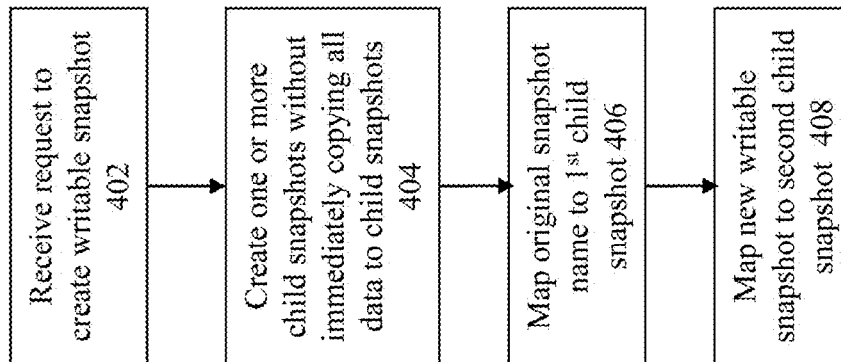 Receive request to
create writable snapshot
402
Create one or more
child snapshots without
immediately copying all
data to child snapshots
404
Map original snapshot
name to 1st child
snapshot 406
Map new writable
snapshot to second child
snapshot 408